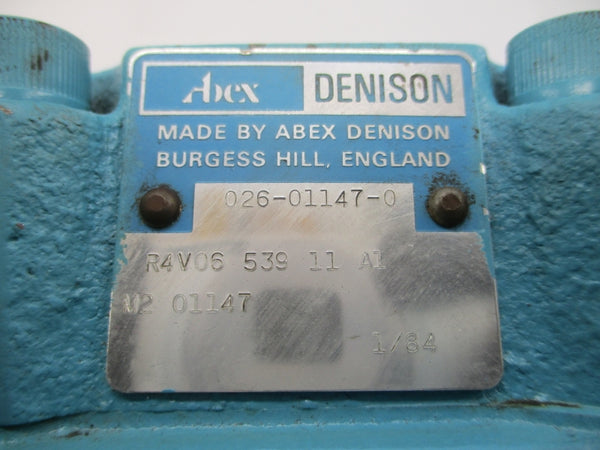 Abex DENISON
MADE BY ABEX DENISON
BURGESS HILL, ENGLAND
026-01147-0
R4V06 539 11 A1
W2 01147
1/84